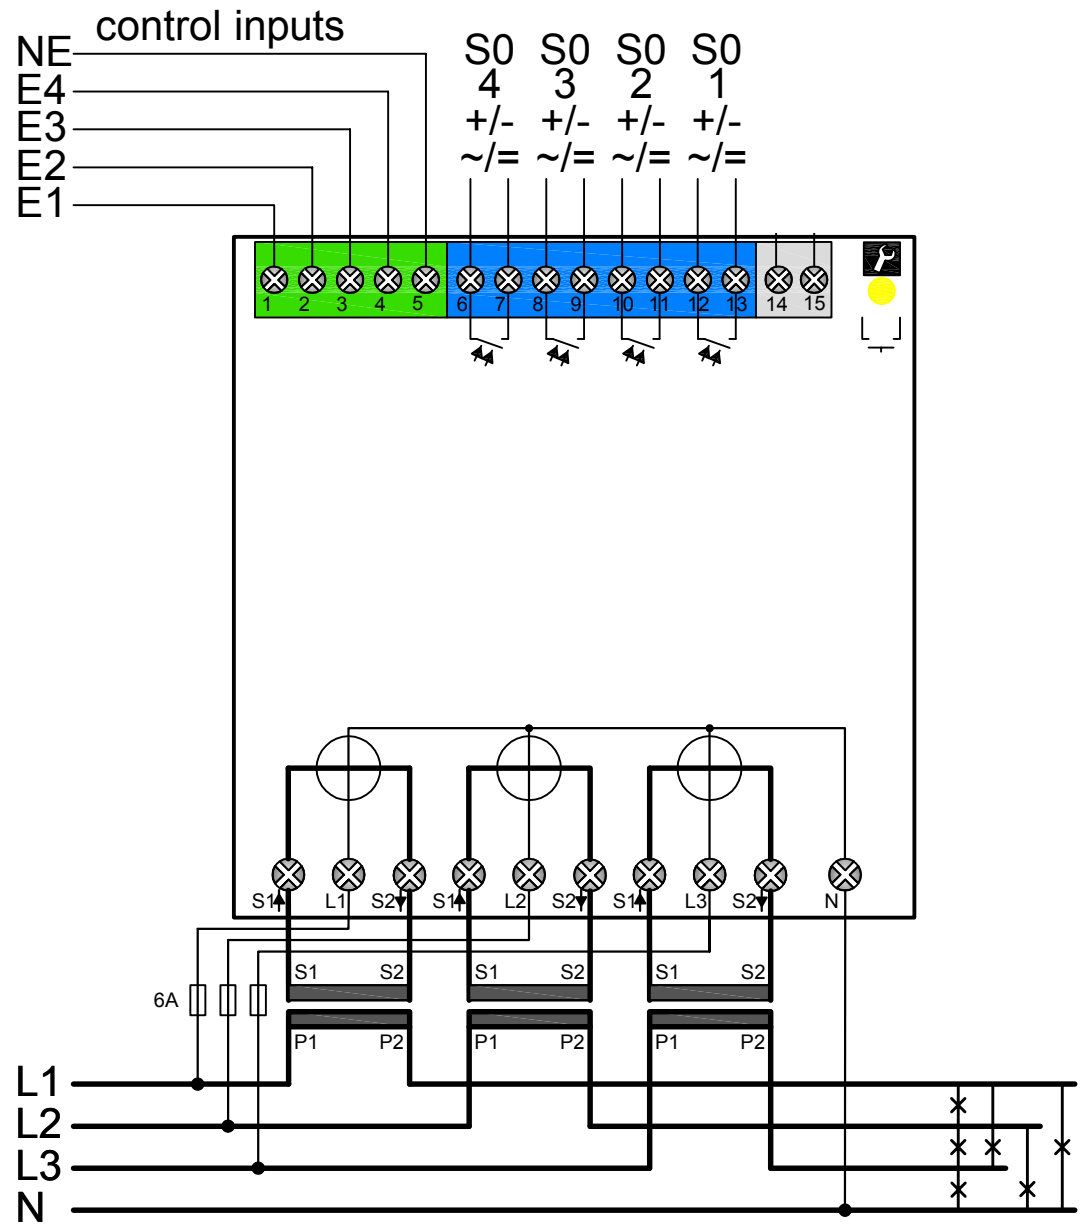 control inputs
NE
E4
E3
E2
E1
S0 S0 S0 S0
4 3 2 1
+/- +/- +/- +/-
~/= ~/= ~/= ~/=
1 2 3 4 5 6 7 8 9 10 11 12 13 14 15
S1 L1 S2 S1 L2 S2 S1 L3 S2 N
S1 S2 S1 S2 S1 S2
6A
P1 P2 P1 P2 P1 P2
L1
L2
L3
N